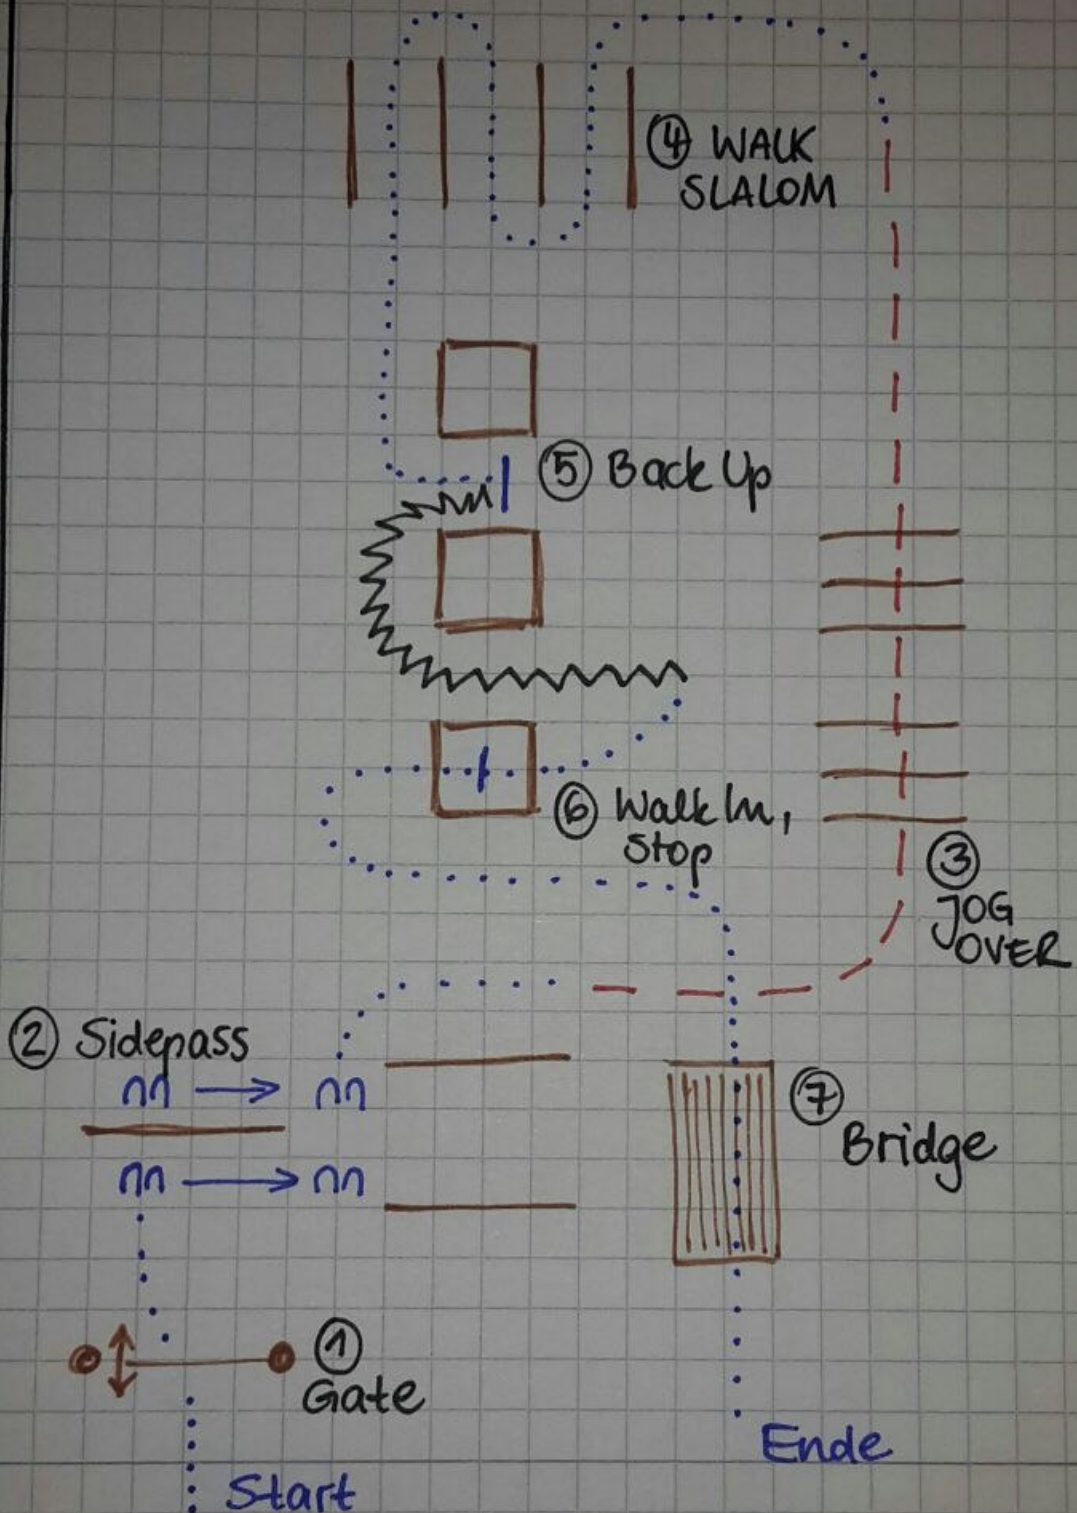 ④ WALK
SLALOM
⑤ Back Up
⑥ Walk In,
Stop
③
JOG
OVER
② Sidepass
⑦
Bridge
①
Gate
Ende
Start